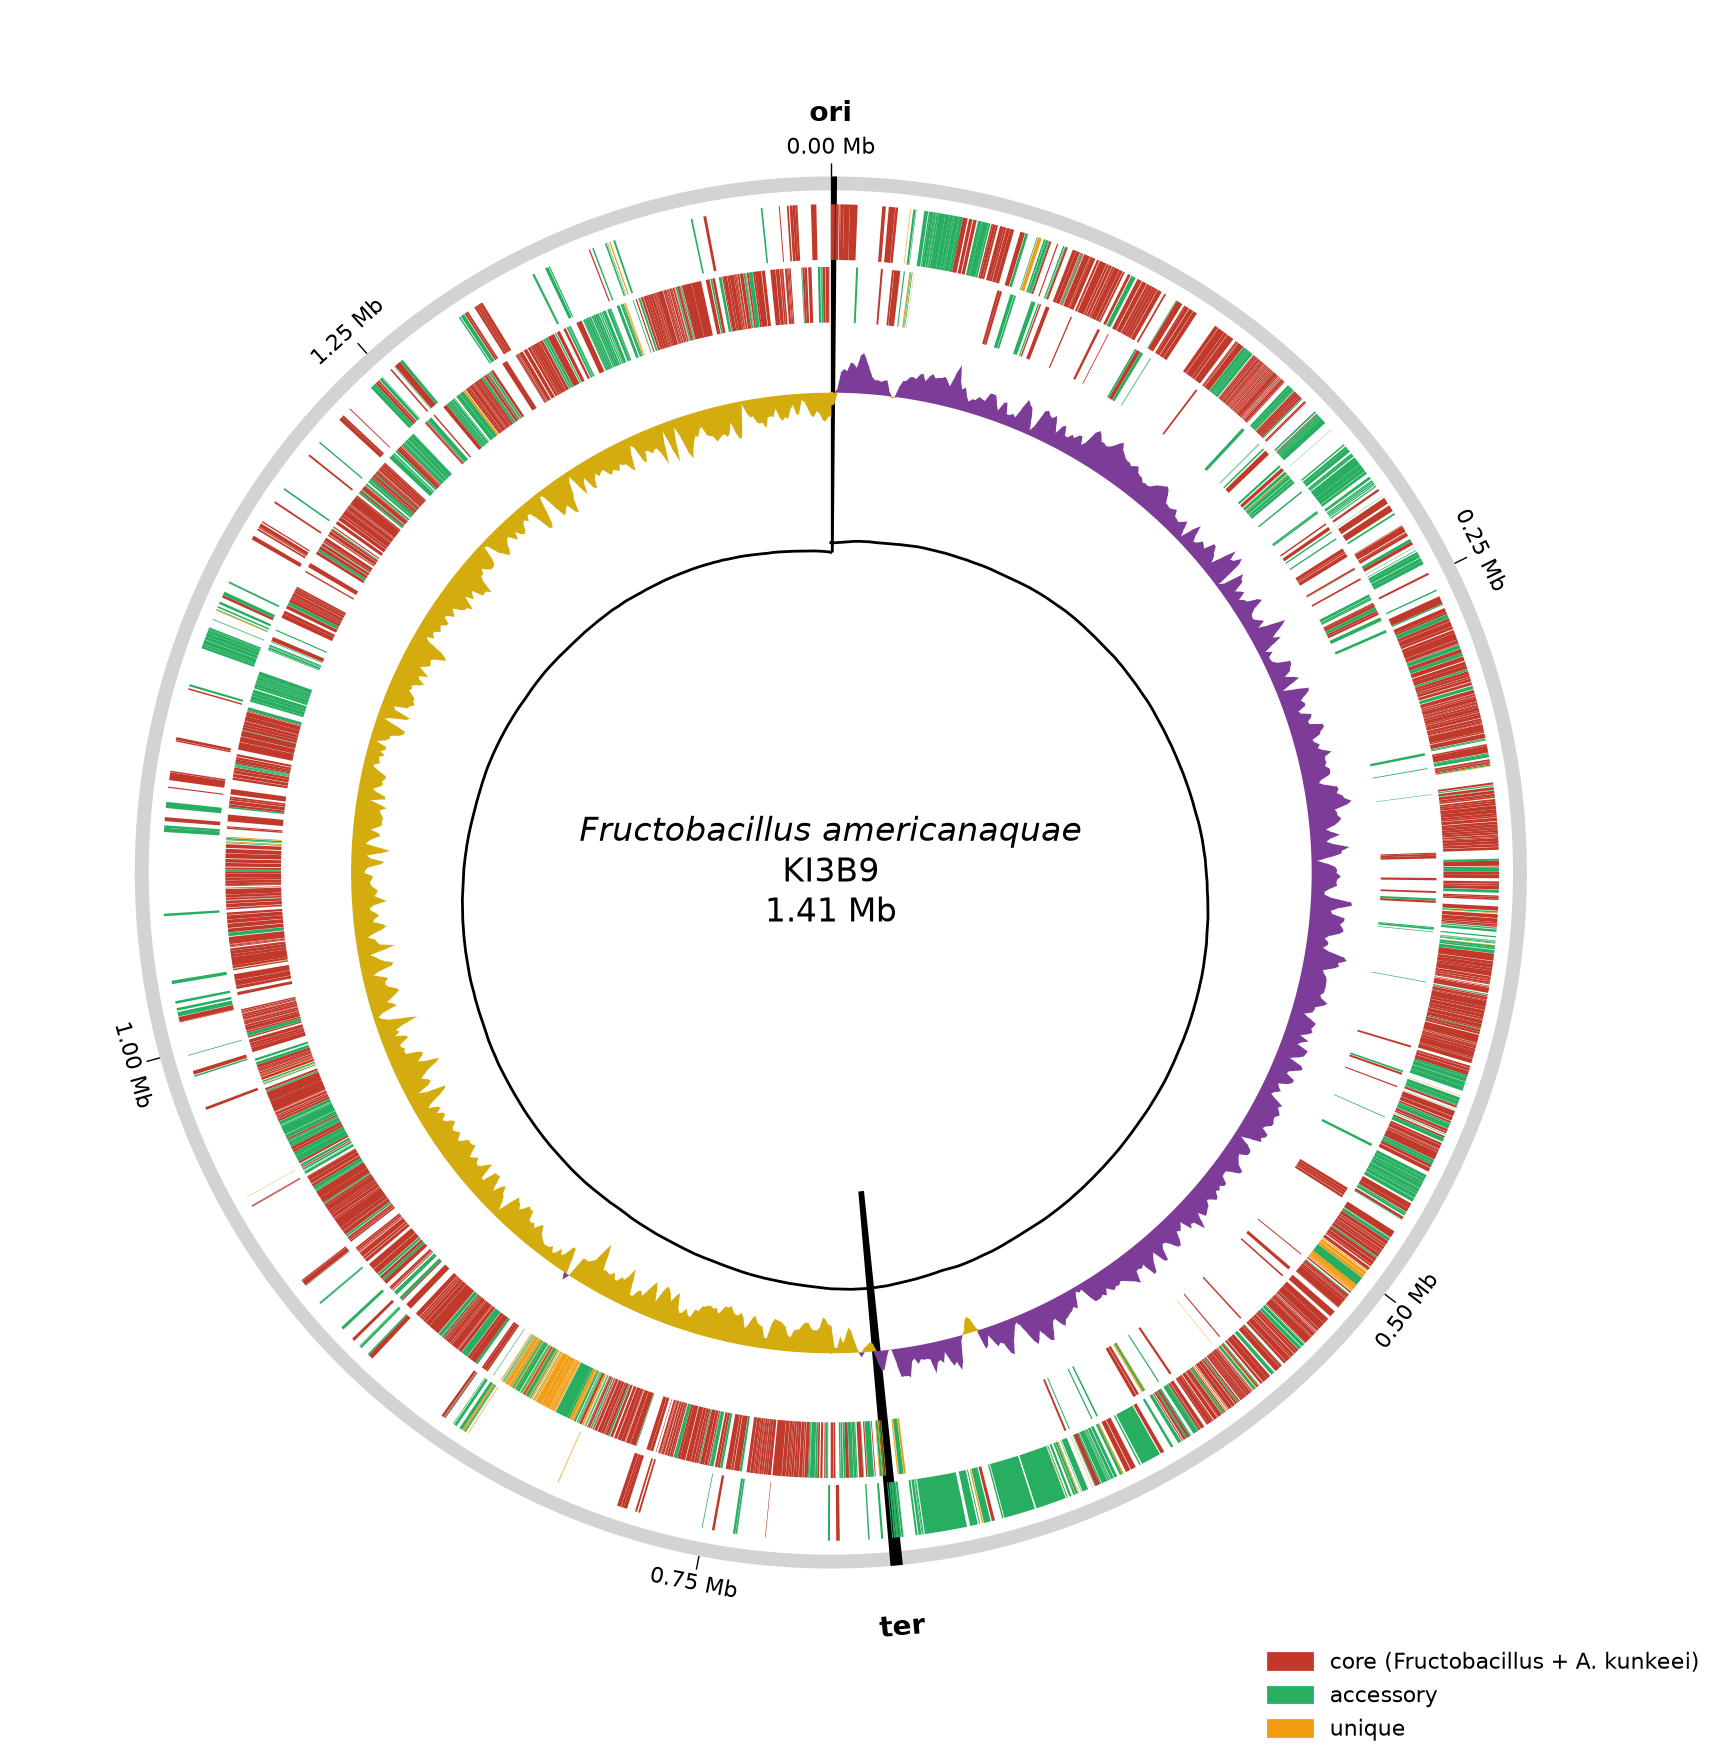 ori
0.00 Mb
0.25 Mb
0.50 Mb
ter
0.75 Mb
1.00 Mb
1.25 Mb
Fructobacillus americanaquae
KI3B9
1.41 Mb
core (Fructobacillus + A. kunkeei)
accessory
unique